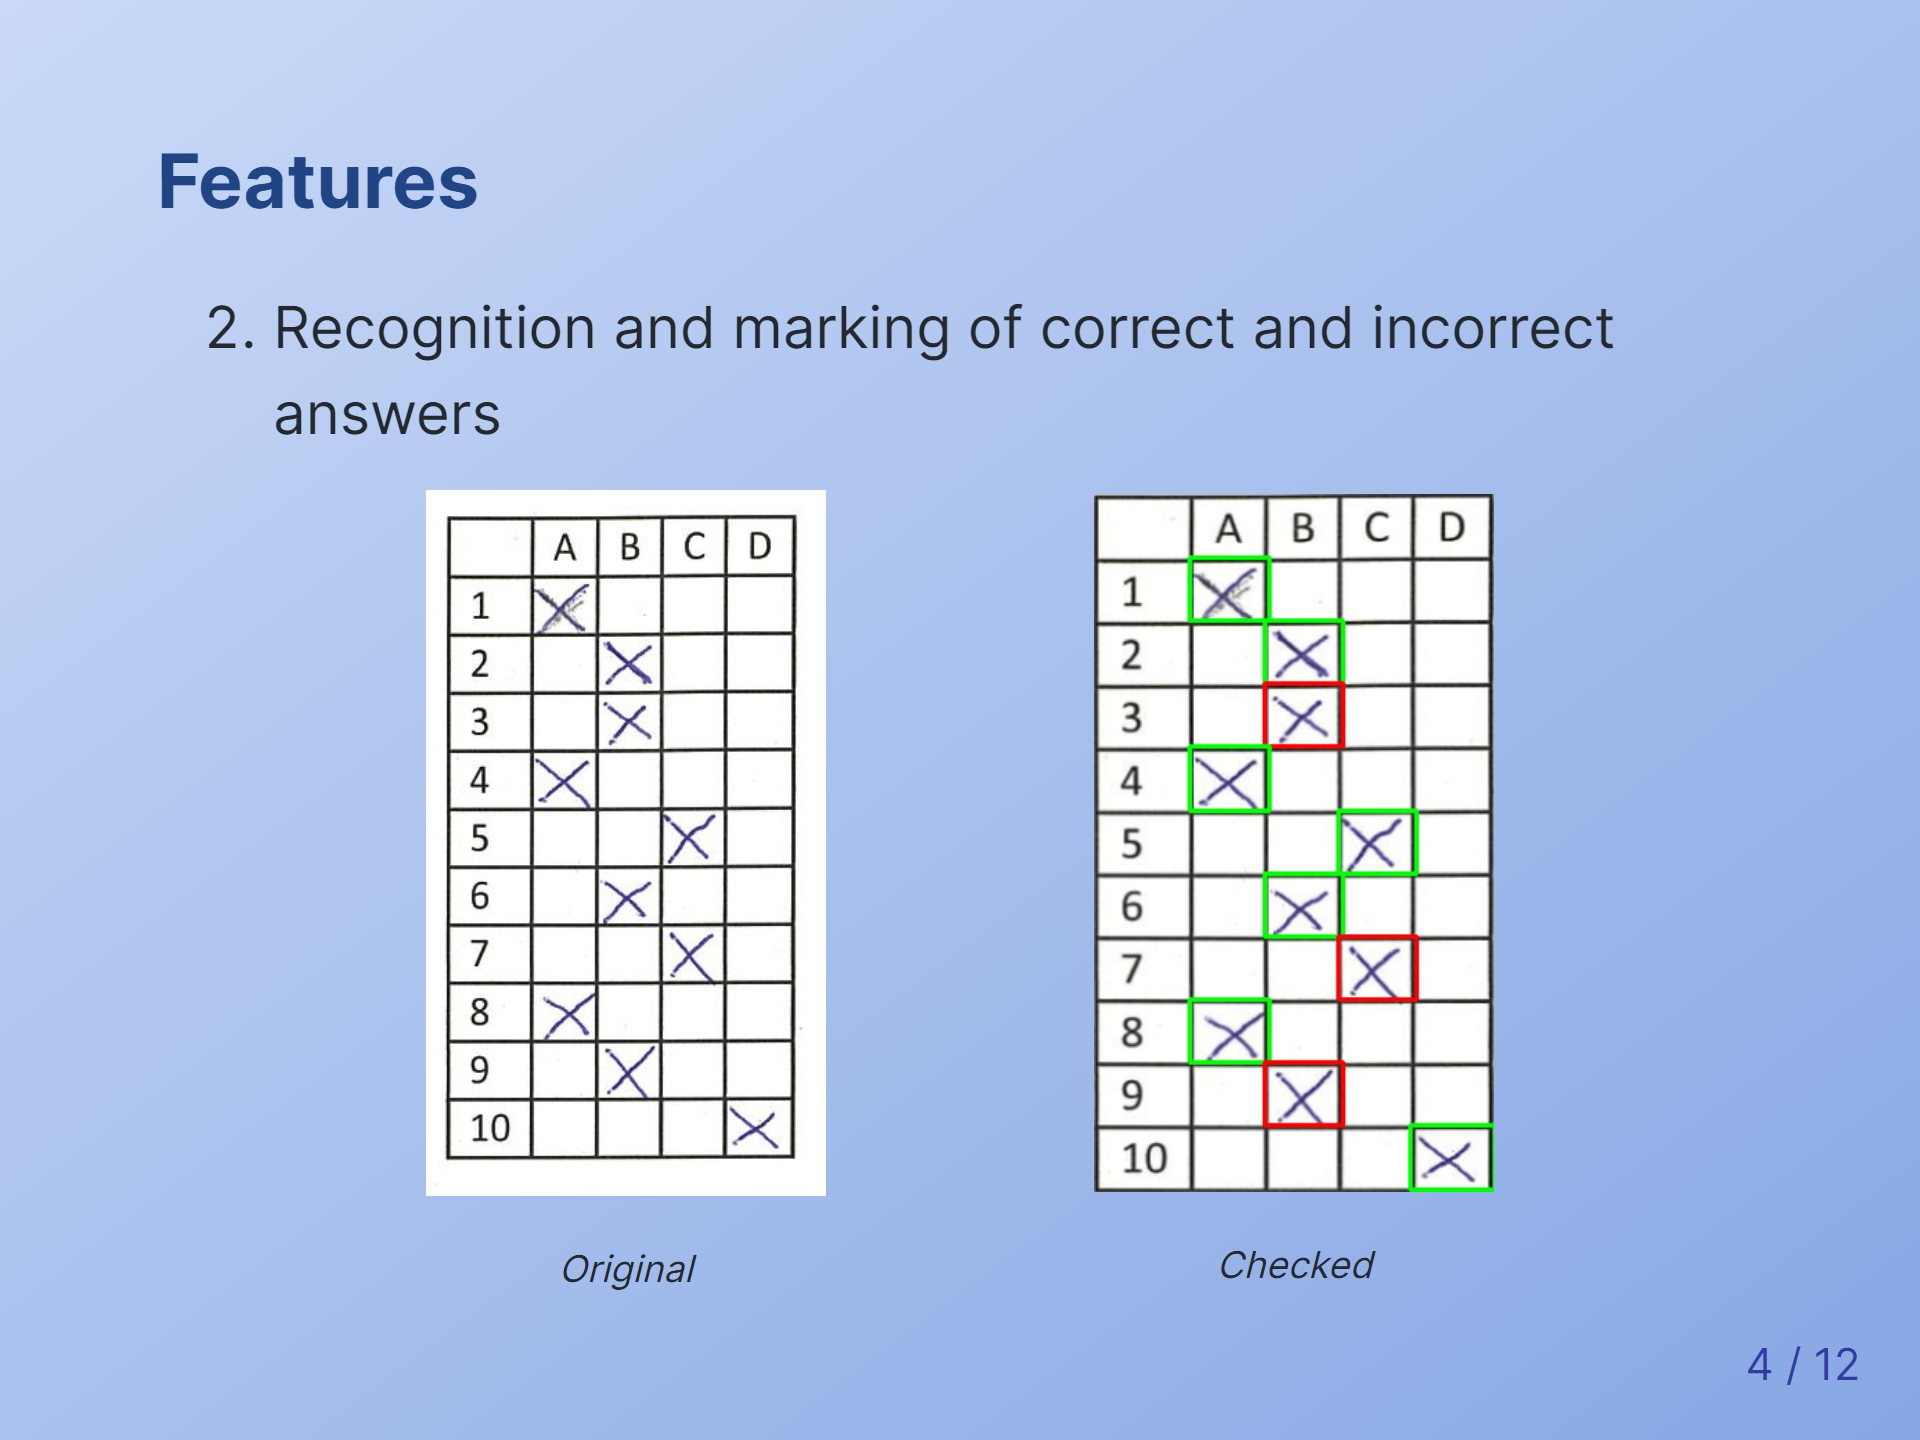 Features
2. Recognition and marking of correct and incorrect
answers
A B C D
1
2
3
4
5
6
7
8
9
10
Original
A B C D
1
2
3
4
5
6
7
8
9
10
Checked
4 / 12